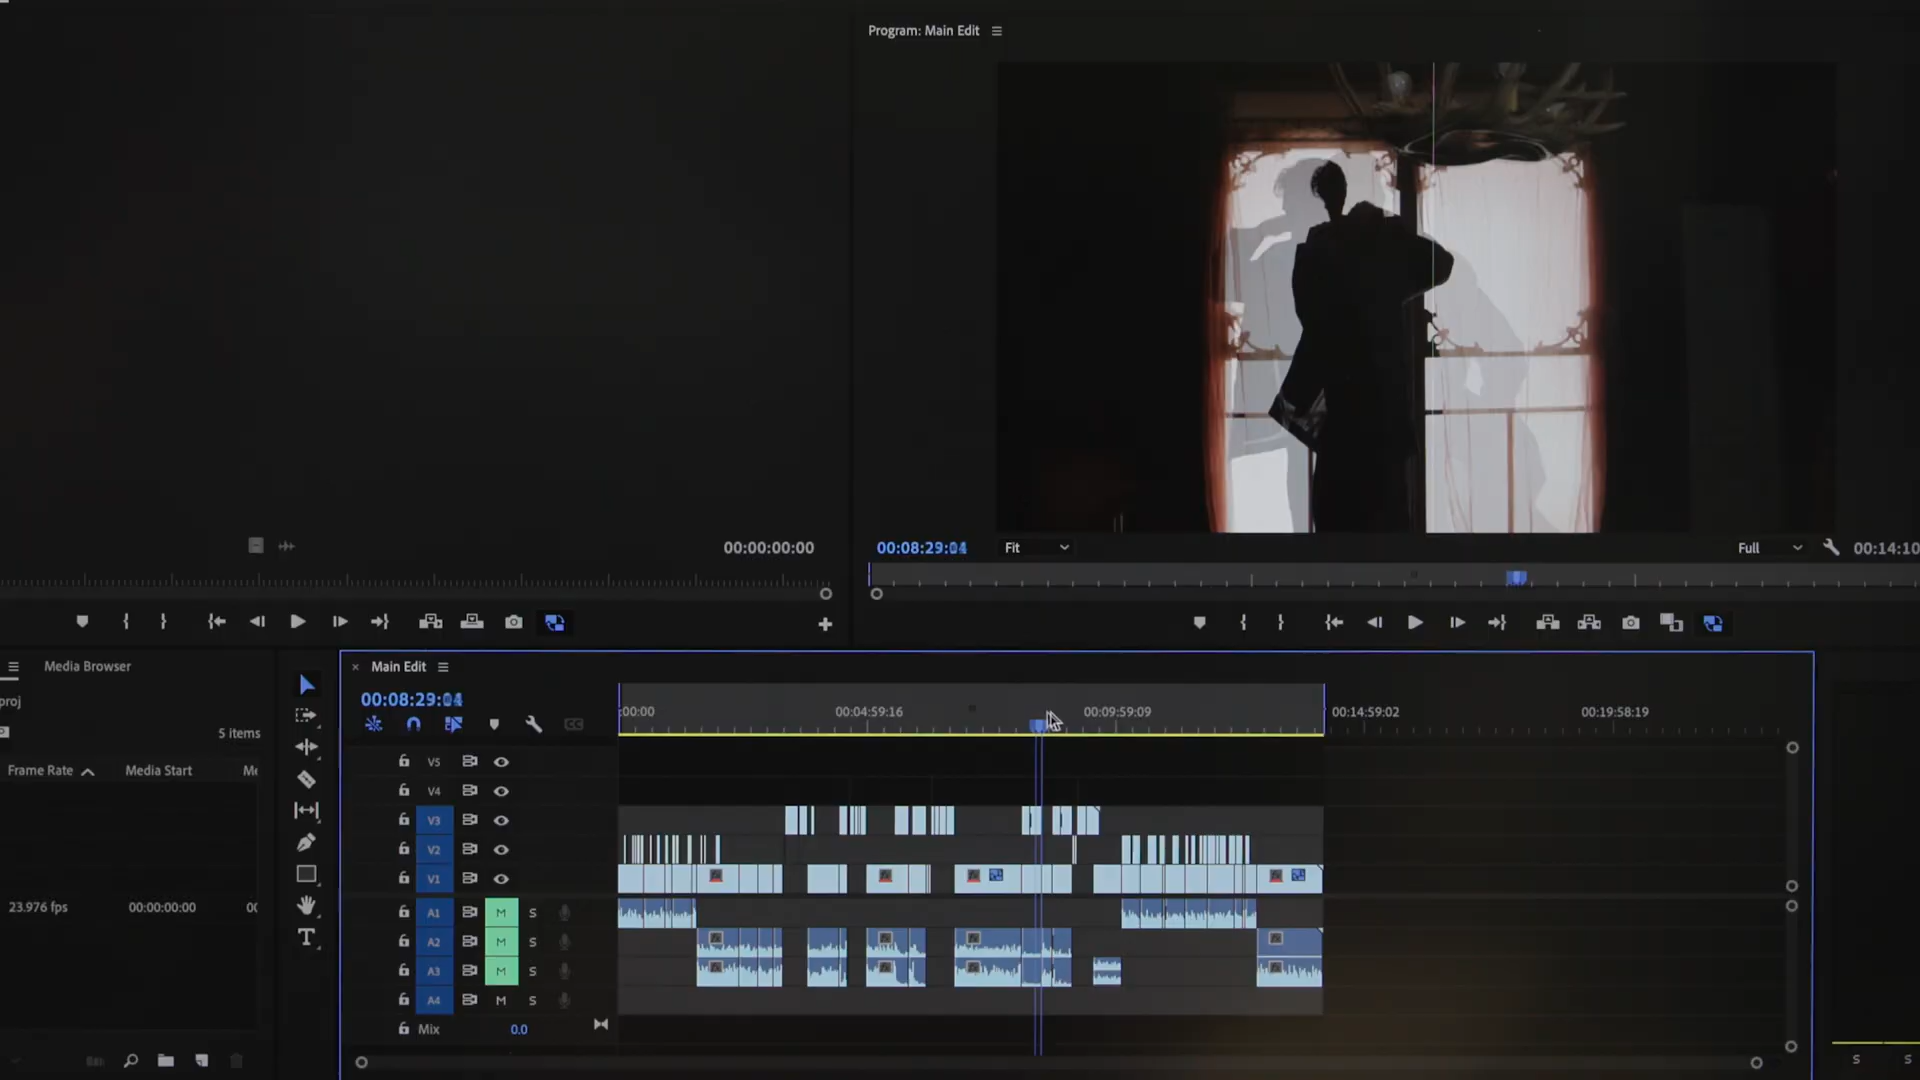 Program: Main Edit
00:00:00:00
00:08:29:04
Fit
Full
00:14:10
Media Browser
Main Edit
proj
00:08:29:04
:00:00
00:04:59:16
00:09:59:09
00:14:59:02
00:19:58:19
5 items
Frame Rate
Media Start
V5
V4
V3
V2
V1
23.976 fps
00:00:00:00
A1 M S
A2 M S
A3 M S
A4 M S
Mix 0.0
S S